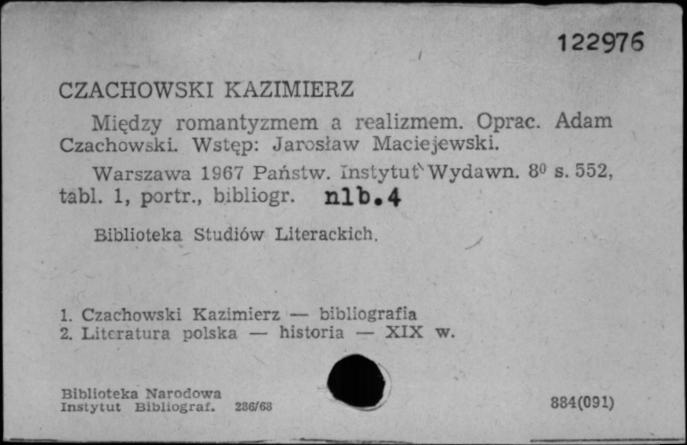 122976
CZACHOWSKI KAZIMIERZ
Między romantyzmem a realizmem. Oprac. Adam
Czachowski. Wstęp: Jarosław Maciejewski.
Warszawa 1967 Państw. Instytut Wydawn. 8⁰ s. 552,
tabl. 1, portr., bibliogr. nlb.4
Biblioteka Studiów Literackich.
1. Czachowski Kazimierz — bibliografia
2. Literatura polska — historia — XIX w.
Biblioteka Narodowa
Instytut Bibliograf. 286/68
884(091)